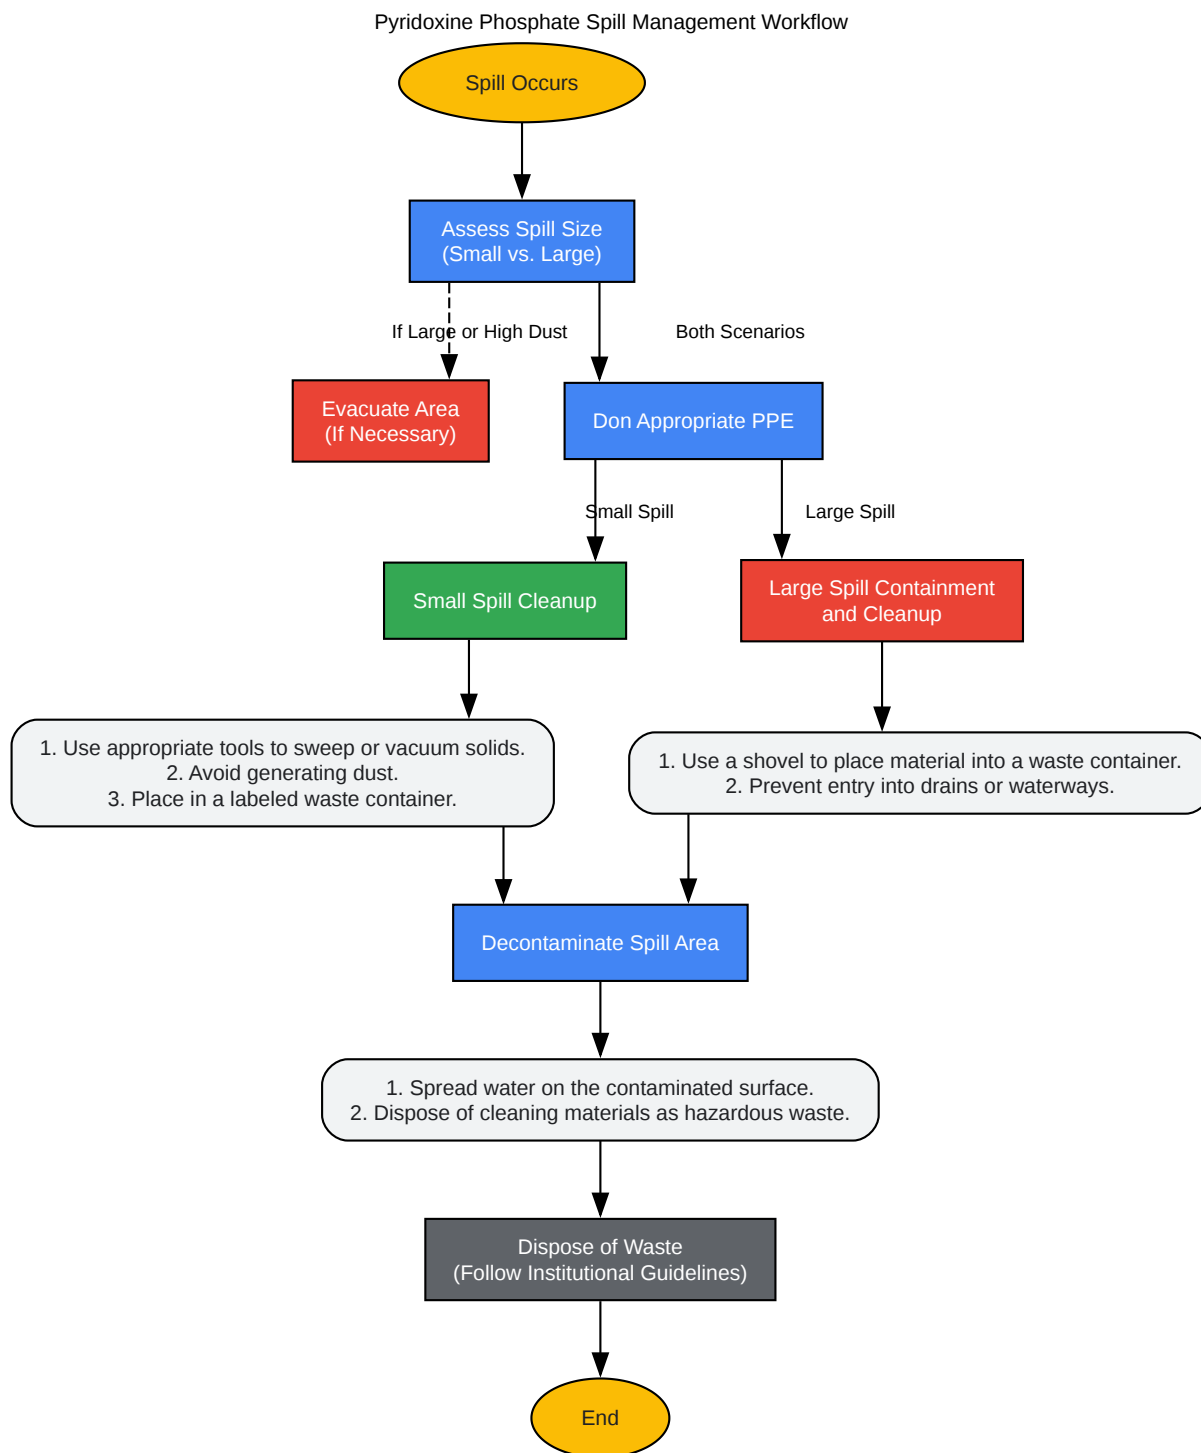 Pyridoxine Phosphate Spill Management Workflow
Spill Occurs
Assess Spill Size
(Small vs. Large)
If Large or High Dust
Both Scenarios
Evacuate Area
(If Necessary)
Don Appropriate PPE
Small Spill
Large Spill
Small Spill Cleanup
Large Spill Containment
and Cleanup
1. Use appropriate tools to sweep or vacuum solids.
2. Avoid generating dust.
3. Place in a labeled waste container.
1. Use a shovel to place material into a waste container.
2. Prevent entry into drains or waterways.
Decontaminate Spill Area
1. Spread water on the contaminated surface.
2. Dispose of cleaning materials as hazardous waste.
Dispose of Waste
(Follow Institutional Guidelines)
End